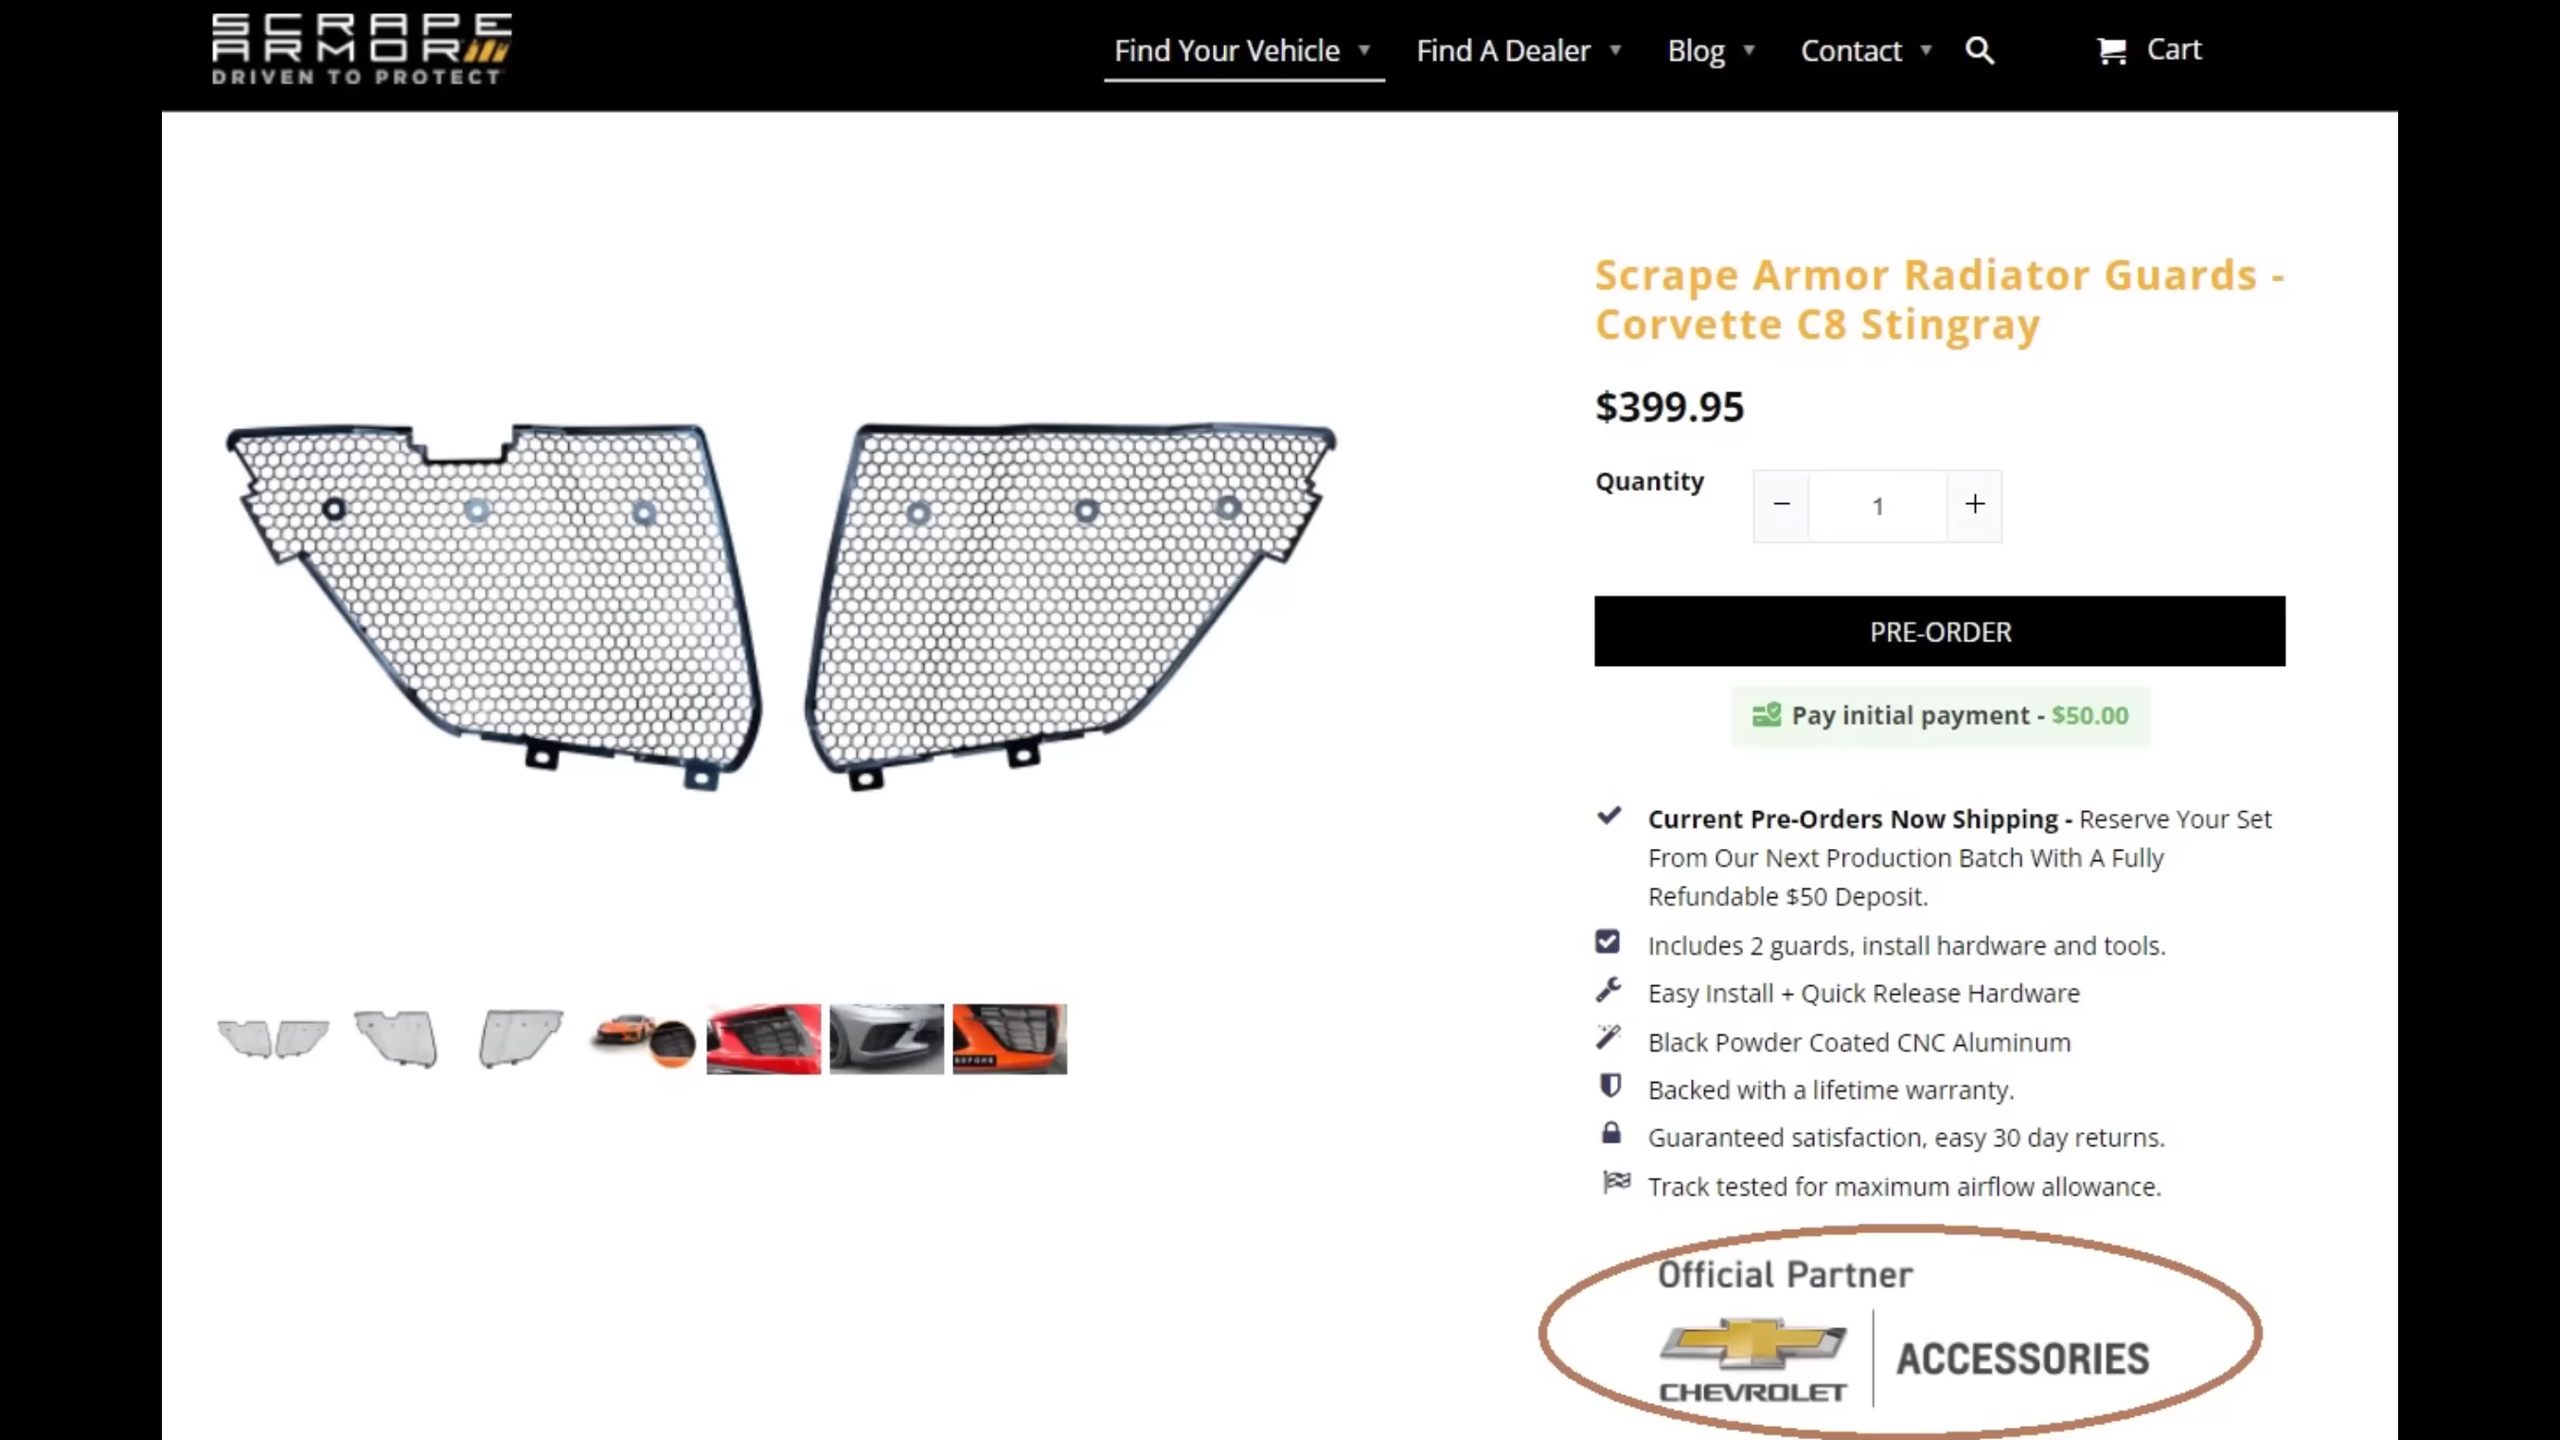 SCRAPE
ARMOR
DRIVEN TO PROTECT
Find Your Vehicle
Find A Dealer
Blog
Contact
Cart
Scrape Armor Radiator Guards -
Corvette C8 Stingray
$399.95
Quantity
− 1 +
PRE-ORDER
Pay initial payment - $50.00
Current Pre-Orders Now Shipping - Reserve Your Set
From Our Next Production Batch With A Fully
Refundable $50 Deposit.
Includes 2 guards, install hardware and tools.
Easy Install + Quick Release Hardware
Black Powder Coated CNC Aluminum
Backed with a lifetime warranty.
Guaranteed satisfaction, easy 30 day returns.
Track tested for maximum airflow allowance.
BEFORE
Official Partner
CHEVROLET
ACCESSORIES